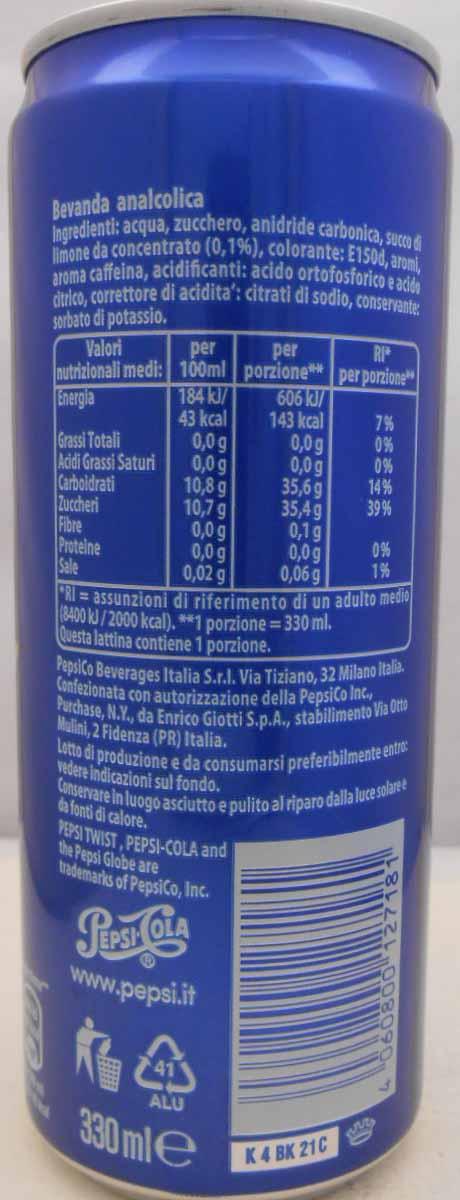 Bevanda analcolica
Ingredienti: acqua, zucchero, anidride carbonica, succo di
limone da concentrato (0,1%), colorante: E150d, aromi,
aroma caffeina, acidificanti: acido ortofosforico e acido
citrico, correttore di acidita': citrati di sodio, conservante:
sorbato di potassio.
Valori nutrizionali medi: per 100ml per porzione** RI* per porzione**
Energia 184 kJ/ 606 kJ/
43 kcal 143 kcal 7%
Grassi Totali 0,0 g 0,0 g 0%
Acidi Grassi Saturi 0,0 g 0,0 g 0%
Carboidrati 10,8 g 35,6 g 14%
Zuccheri 10,7 g 35,4 g 39%
Fibre 0,0 g 0,1 g
Proteine 0,0 g 0,0 g 0%
Sale 0,02 g 0,06 g 1%
*RI = assunzioni di riferimento di un adulto medio
(8400 kJ / 2000 kcal). **1 porzione = 330 ml.
Questa lattina contiene 1 porzione.
PepsiCo Beverages Italia S.r.l. Via Tiziano, 32 Milano Italia.
Confezionata con autorizzazione della PepsiCo Inc.,
Purchase, N.Y., da Enrico Giotti S.p.A., stabilimento Via Otto
Mulini, 2 Fidenza (PR) Italia.
Lotto di produzione e da consumarsi preferibilmente entro:
vedere indicazioni sul fondo.
Conservare in luogo asciutto e pulito al riparo dalla luce solare e
da fonti di calore.
PEPSI TWIST, PEPSI-COLA and
the Pepsi Globe are
trademarks of PepsiCo, Inc.
PEPSI-COLA
®
www.pepsi.it
41
ALU
330 ml e
4 060800 127181
K 4 BK 21C